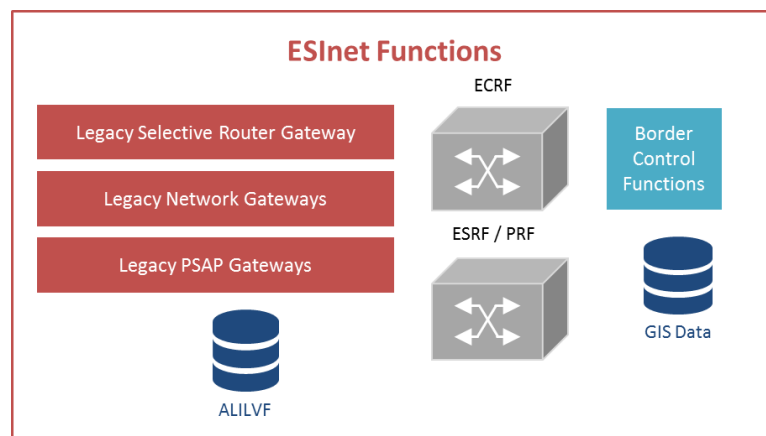 ESInet Functions
Legacy Selective Router Gateway
Legacy Network Gateways
Legacy PSAP Gateways
ALILVF
ECRF
ESRF / PRF
Border
Control
Functions
GIS Data